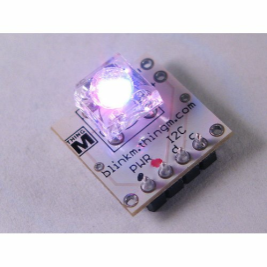 THING
M
blinkm.thingm.com
PWR I2C
- + d c